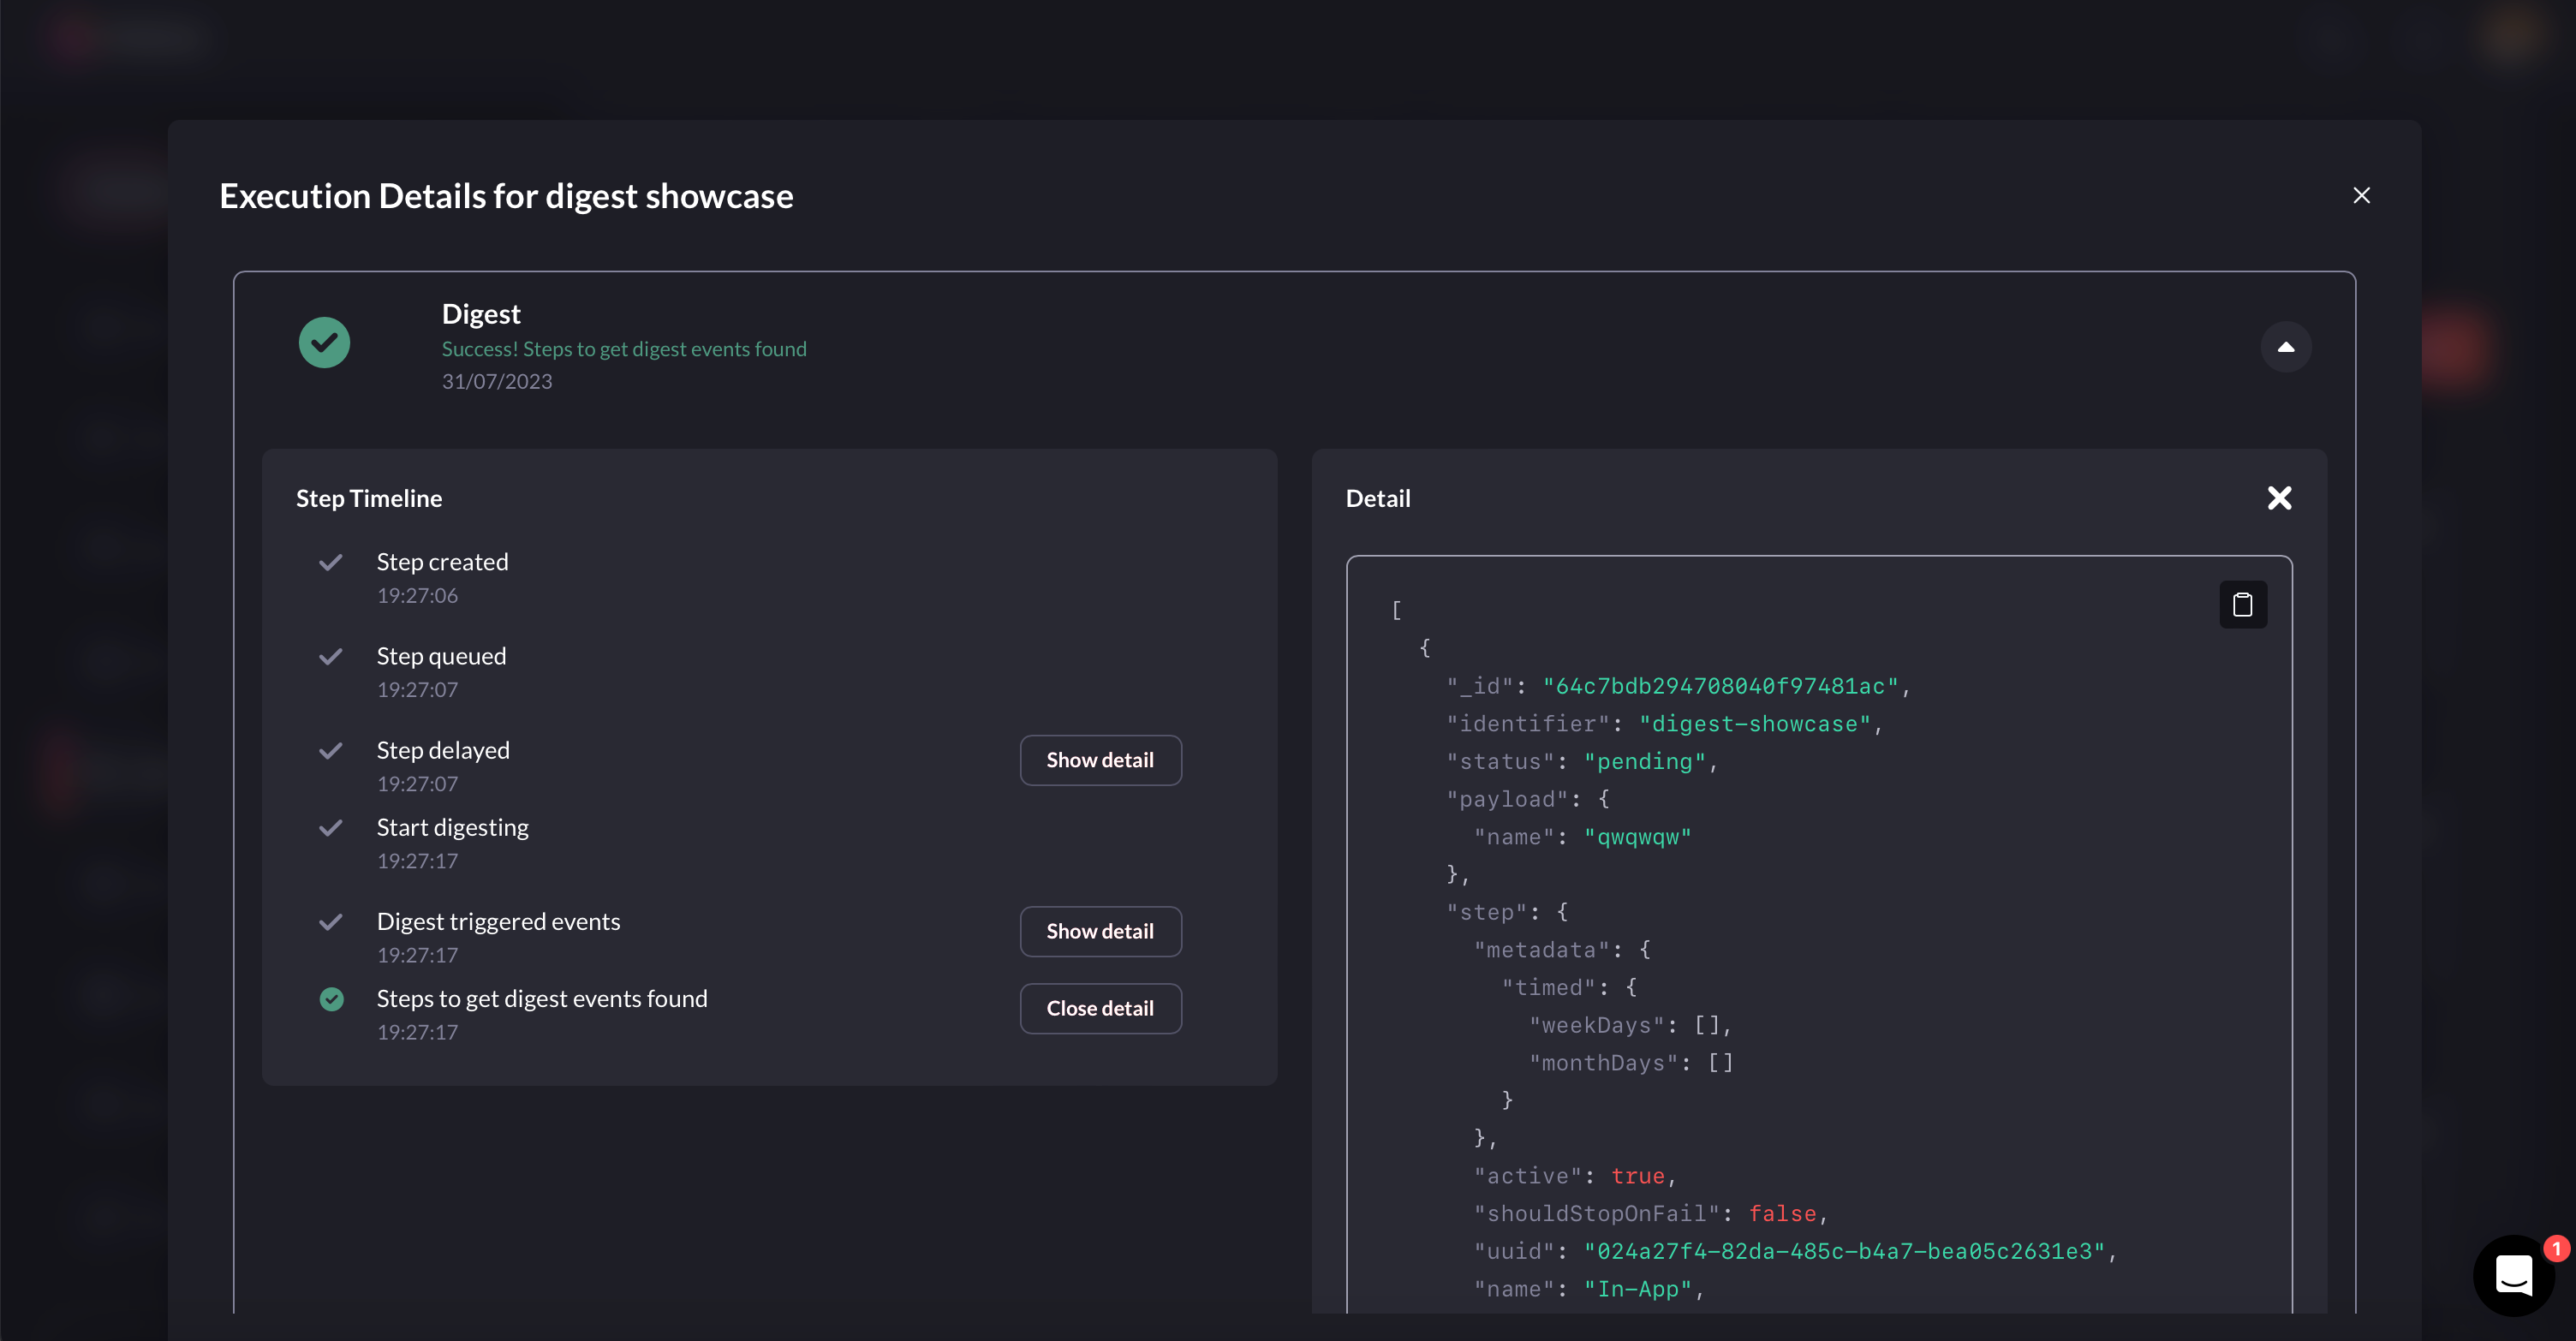 Execution Details for digest showcase
Digest
Success! Steps to get digest events found
31/07/2023
Step Timeline
Step created
19:27:06
Step queued
19:27:07
Step delayed
19:27:07
Show detail
Start digesting
19:27:17
Digest triggered events
19:27:17
Show detail
Steps to get digest events found
19:27:17
Close detail
Detail
[
{
"_id": "64c7bdb294708040f97481ac",
"identifier": "digest-showcase",
"status": "pending",
"payload": {
"name": "qwqwqw"
},
"step": {
"metadata": {
"timed": {
"weekDays": [],
"monthDays": []
}
},
"active": true,
"shouldStopOnFail": false,
"uuid": "024a27f4-82da-485c-b4a7-bea05c2631e3",
"name": "In-App",
1